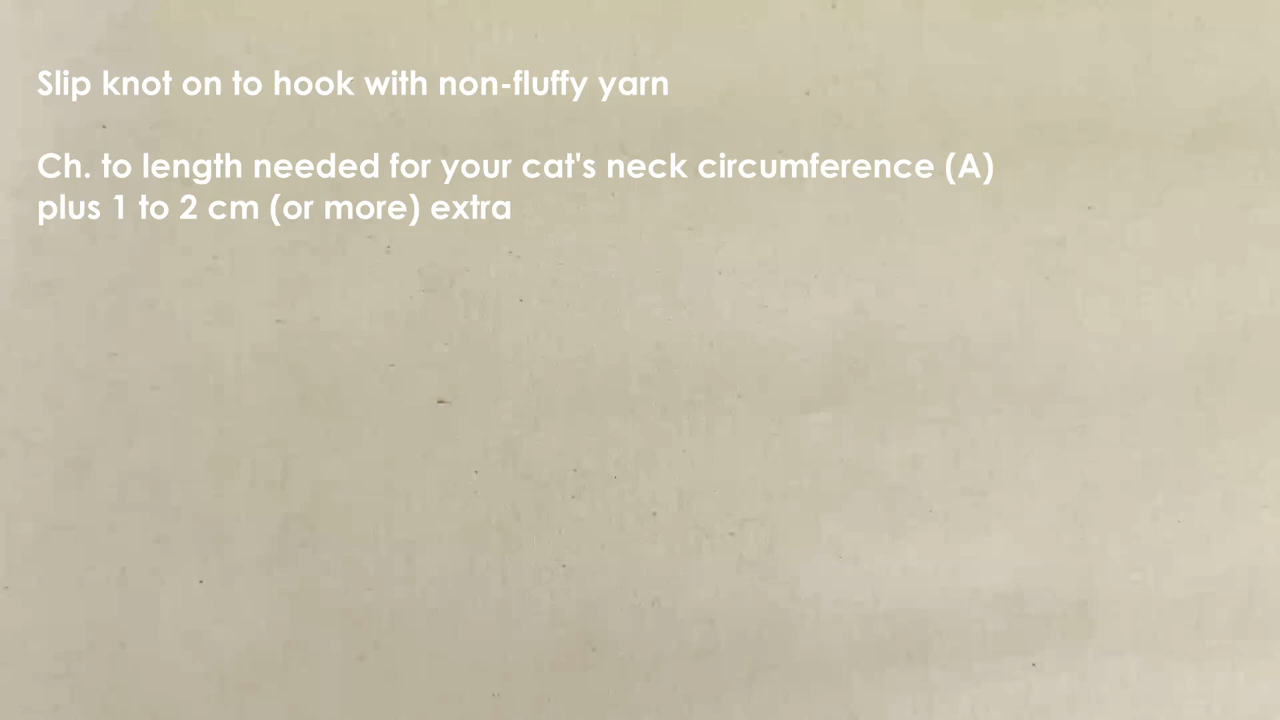 Slip knot on to hook with non-fluffy yarn
Ch. to length needed for your cat's neck circumference (A)
plus 1 to 2 cm (or more) extra